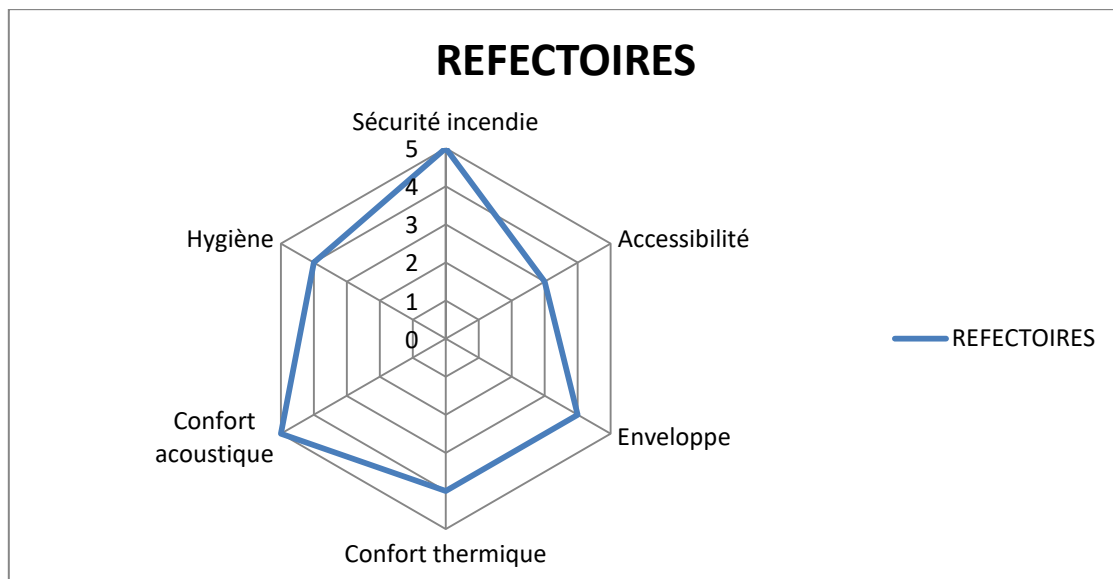 REFECTOIRES
Sécurité incendie
5
4
3
2
1
0
Accessibilité
Enveloppe
Confort thermique
Confort
acoustique
Hygiène
REFECTOIRES